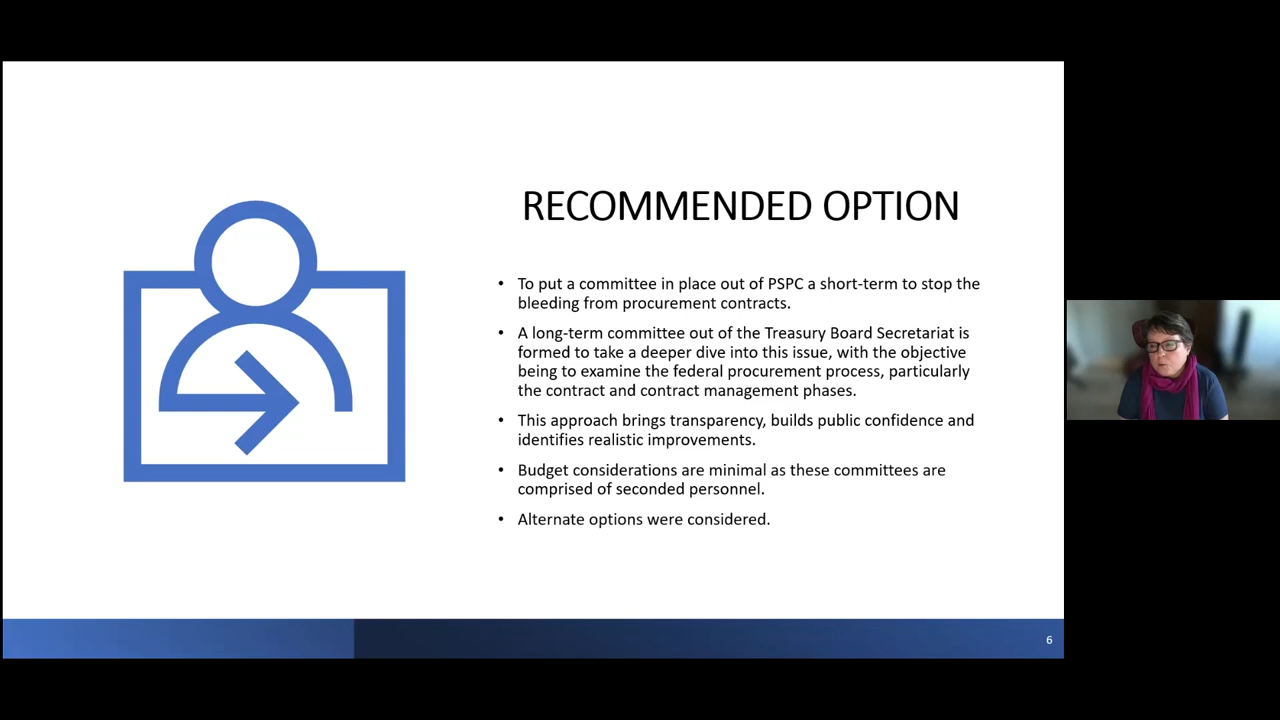 RECOMMENDED OPTION
• To put a committee in place out of PSPC a short-term to stop the
bleeding from procurement contracts.
• A long-term committee out of the Treasury Board Secretariat is
formed to take a deeper dive into this issue, with the objective
being to examine the federal procurement process, particularly
the contract and contract management phases.
• This approach brings transparency, builds public confidence and
identifies realistic improvements.
• Budget considerations are minimal as these committees are
comprised of seconded personnel.
• Alternate options were considered.
6